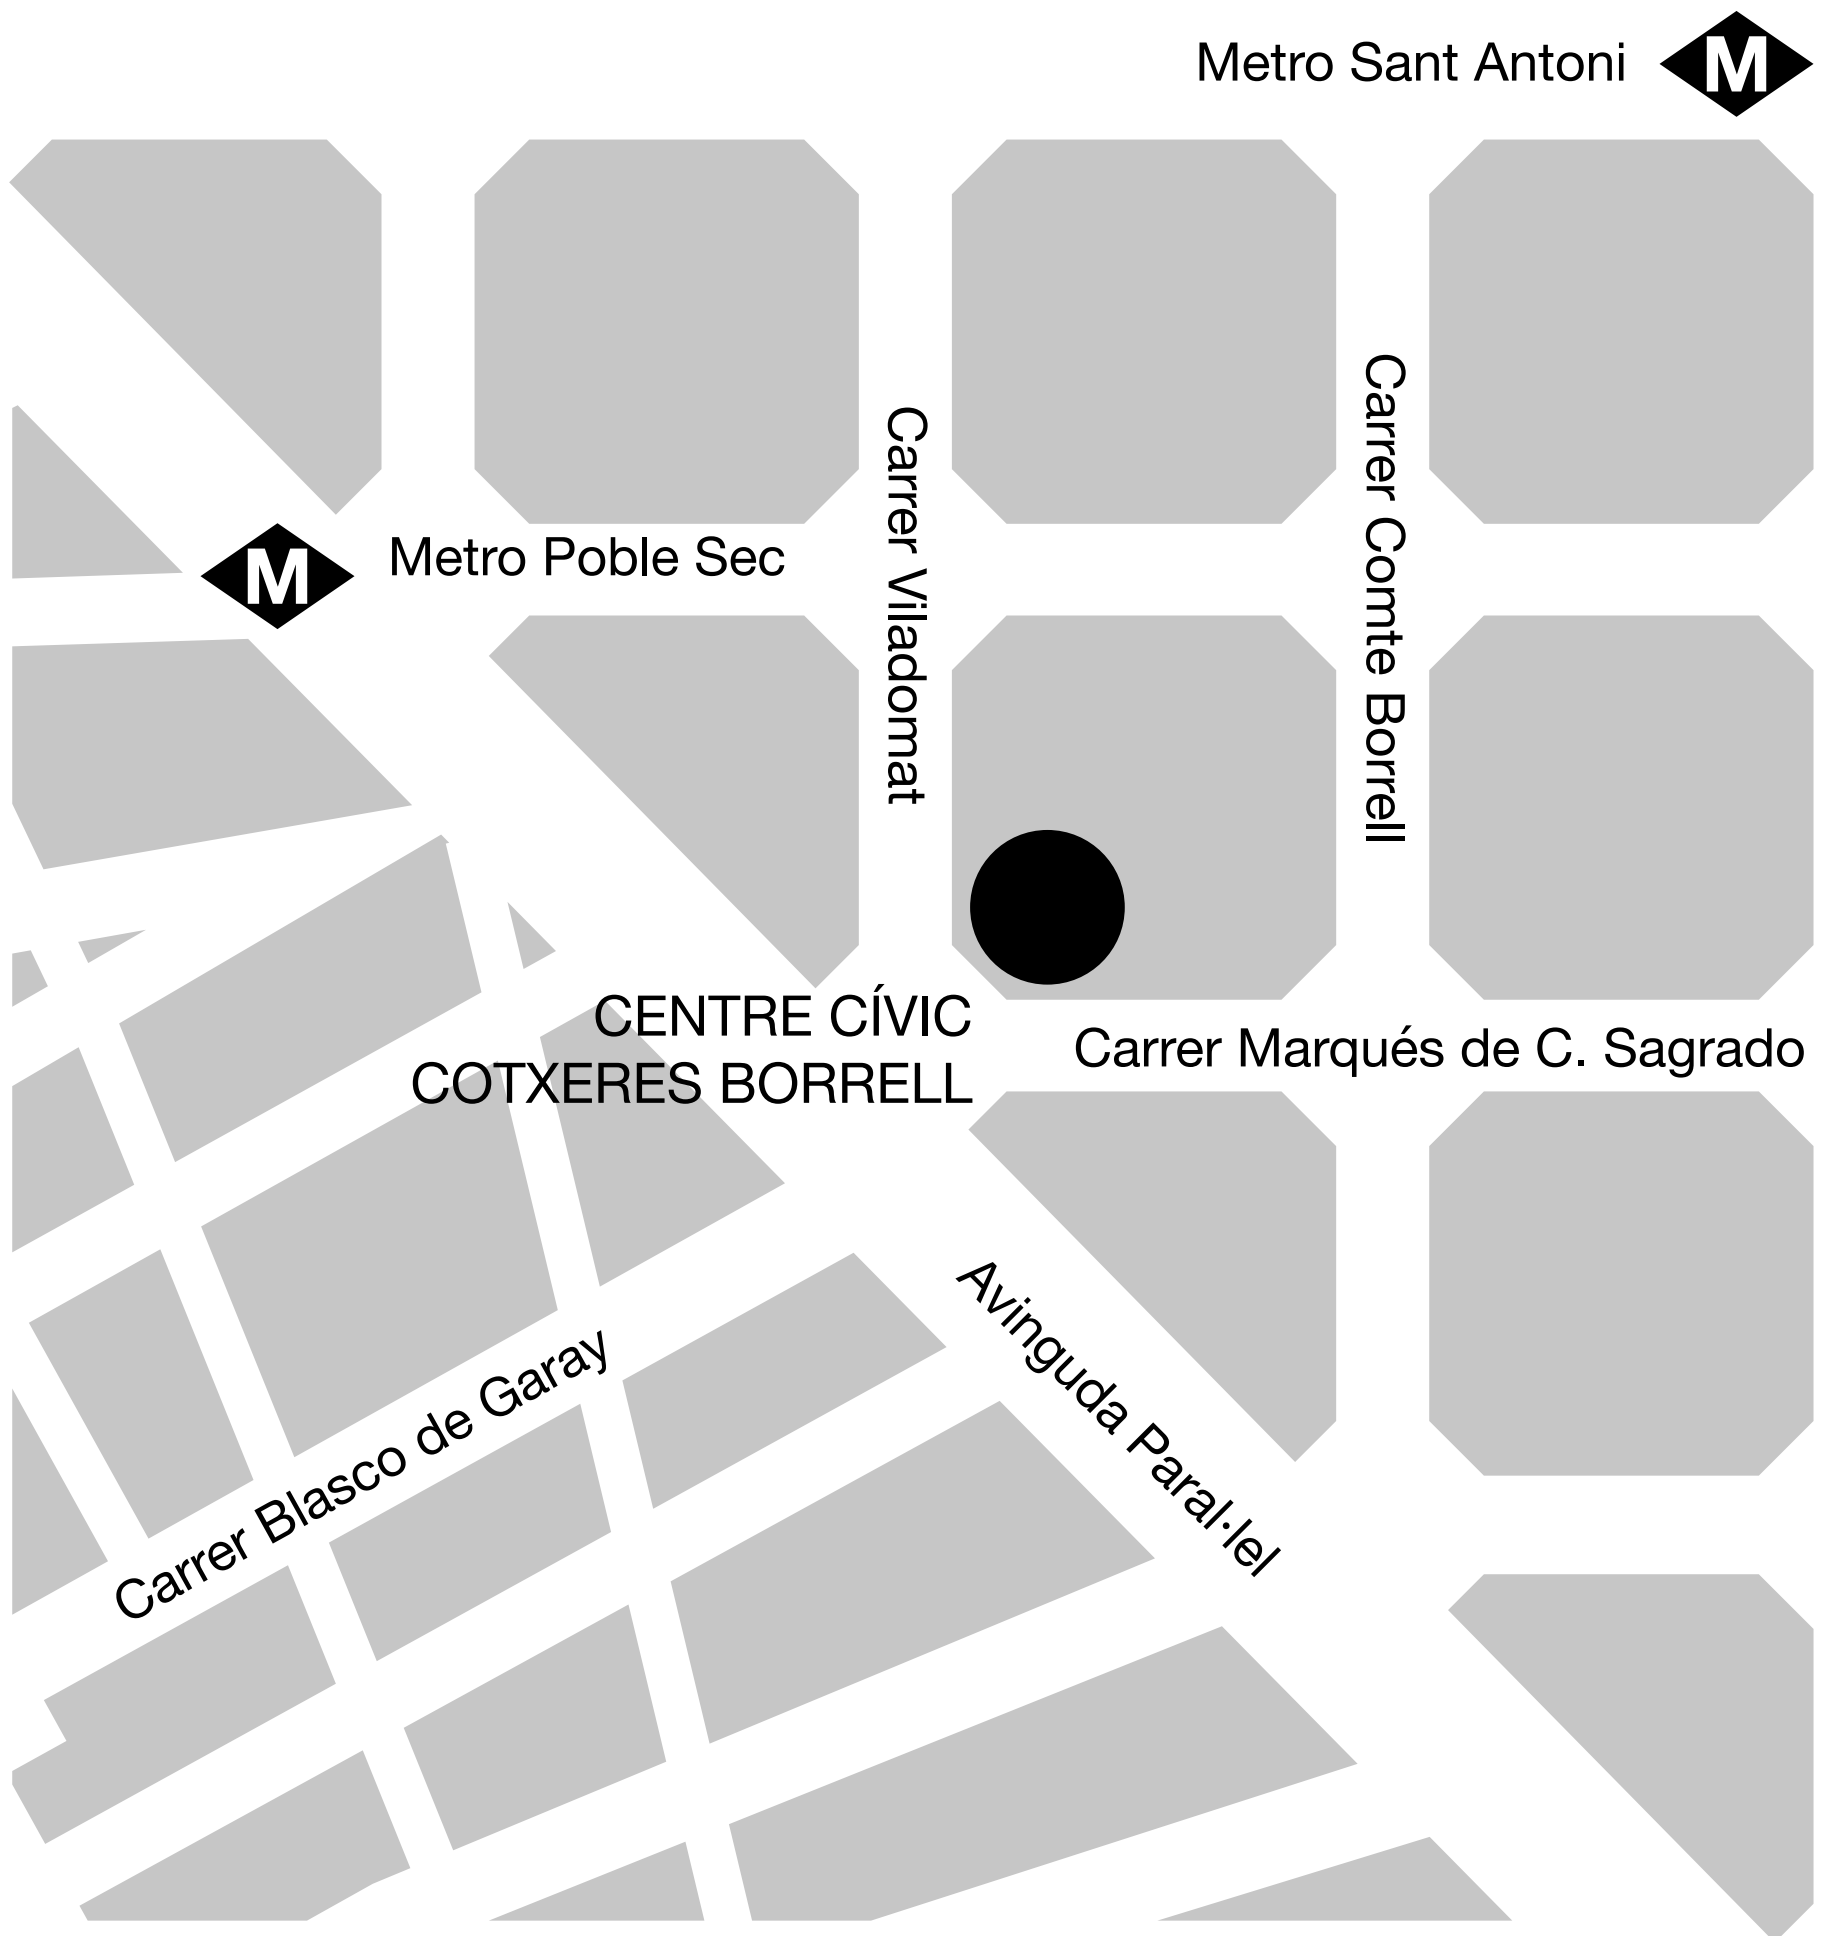 Metro Sant Antoni M
M Metro Poble Sec
Carrer Viladomat
Carrer Comte Borrell
CENTRE CÍVIC
COTXERES BORRELL
Carrer Marqués de C. Sagrado
Avinguda Paral·lel
Carrer Blasco de Garay